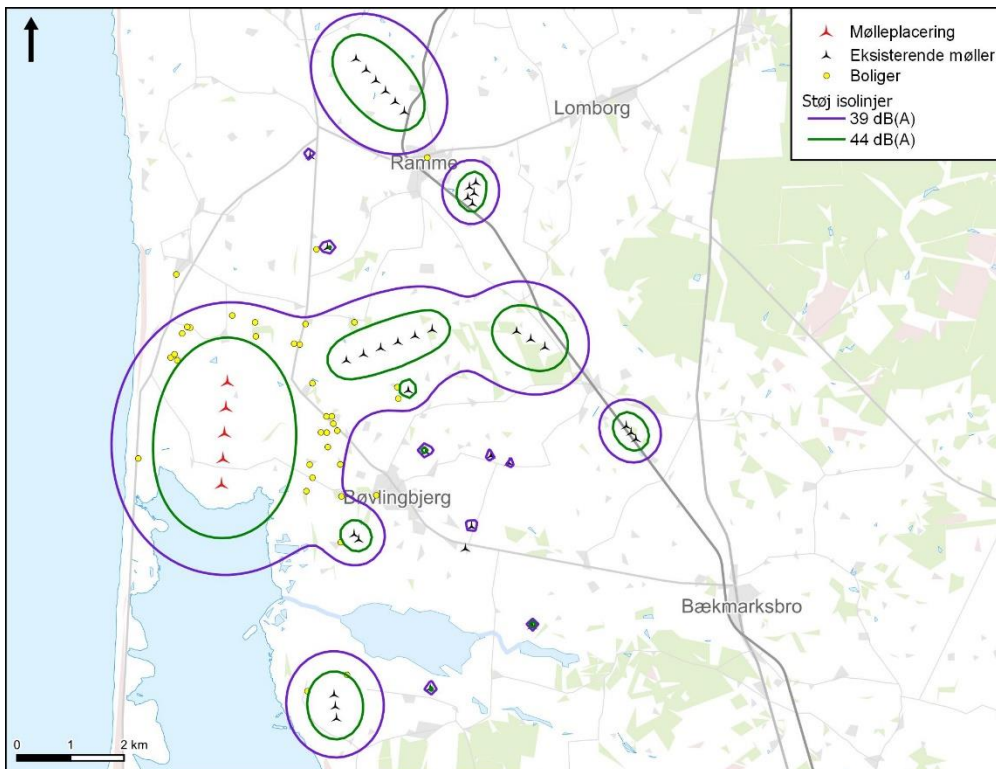 Mølleplacering
Eksisterende møller
Boliger
Støj isolinjer
39 dB(A)
44 dB(A)
Lomborg
Ramme
Bøvlingbjerg
Bækmarksbro
0 1 2 km